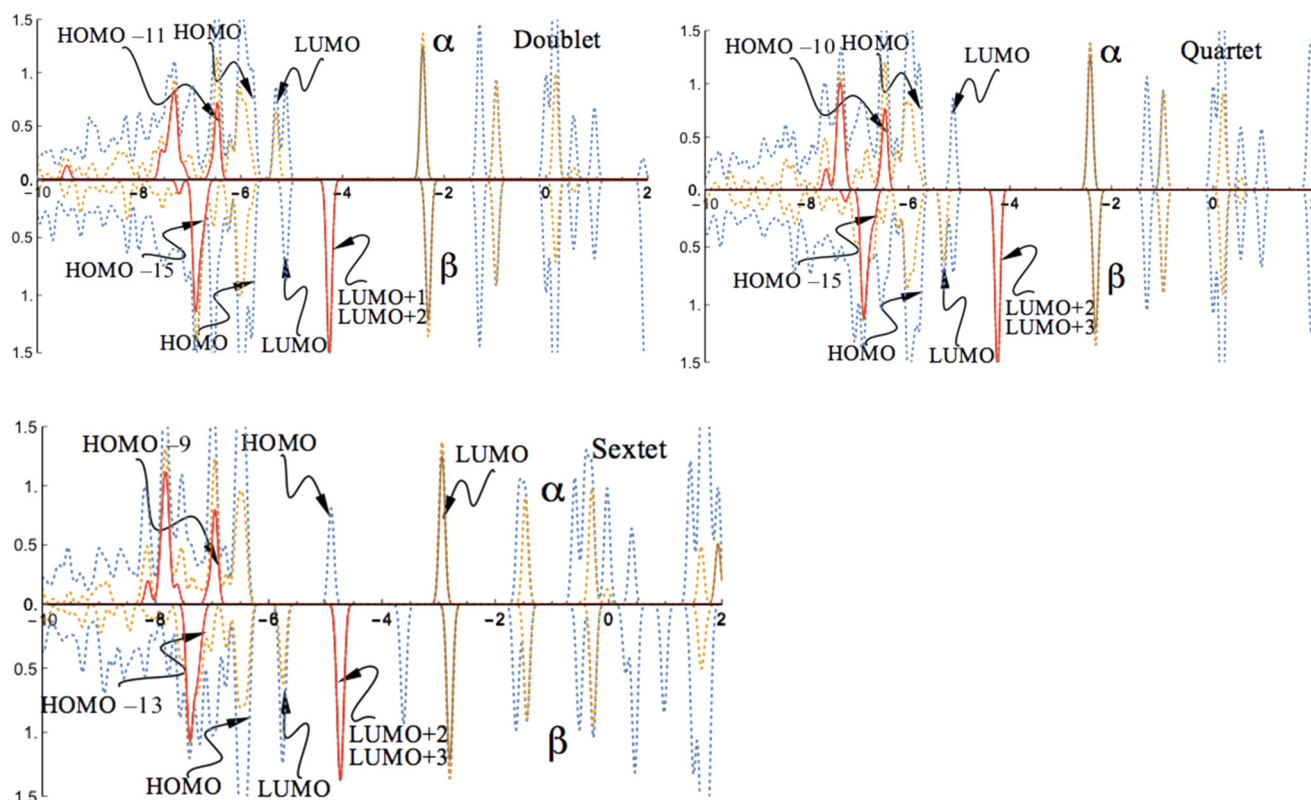 1.5
HOMO –11 HOMO
LUMO
α
Doublet
1.
0.5
0.
-10 -8 -6 -4 -2 0 2
0.5
HOMO –15
β
1.
LUMO+1
LUMO+2
HOMO
LUMO
1.5
1.5
HOMO –10 HOMO
LUMO
α
Quartet
1.
0.5
0.
-10 -8 -6 -4 -2 0
0.5
HOMO –15
β
1.
LUMO+2
LUMO+3
HOMO
LUMO
1.5
1.5
HOMO –9
HOMO
LUMO
Sextet
α
1.
0.5
0.
-10 -8 -6 -4 -2 0 2
0.5
HOMO –13
1.
LUMO+2
LUMO+3
β
HOMO
LUMO
1.5